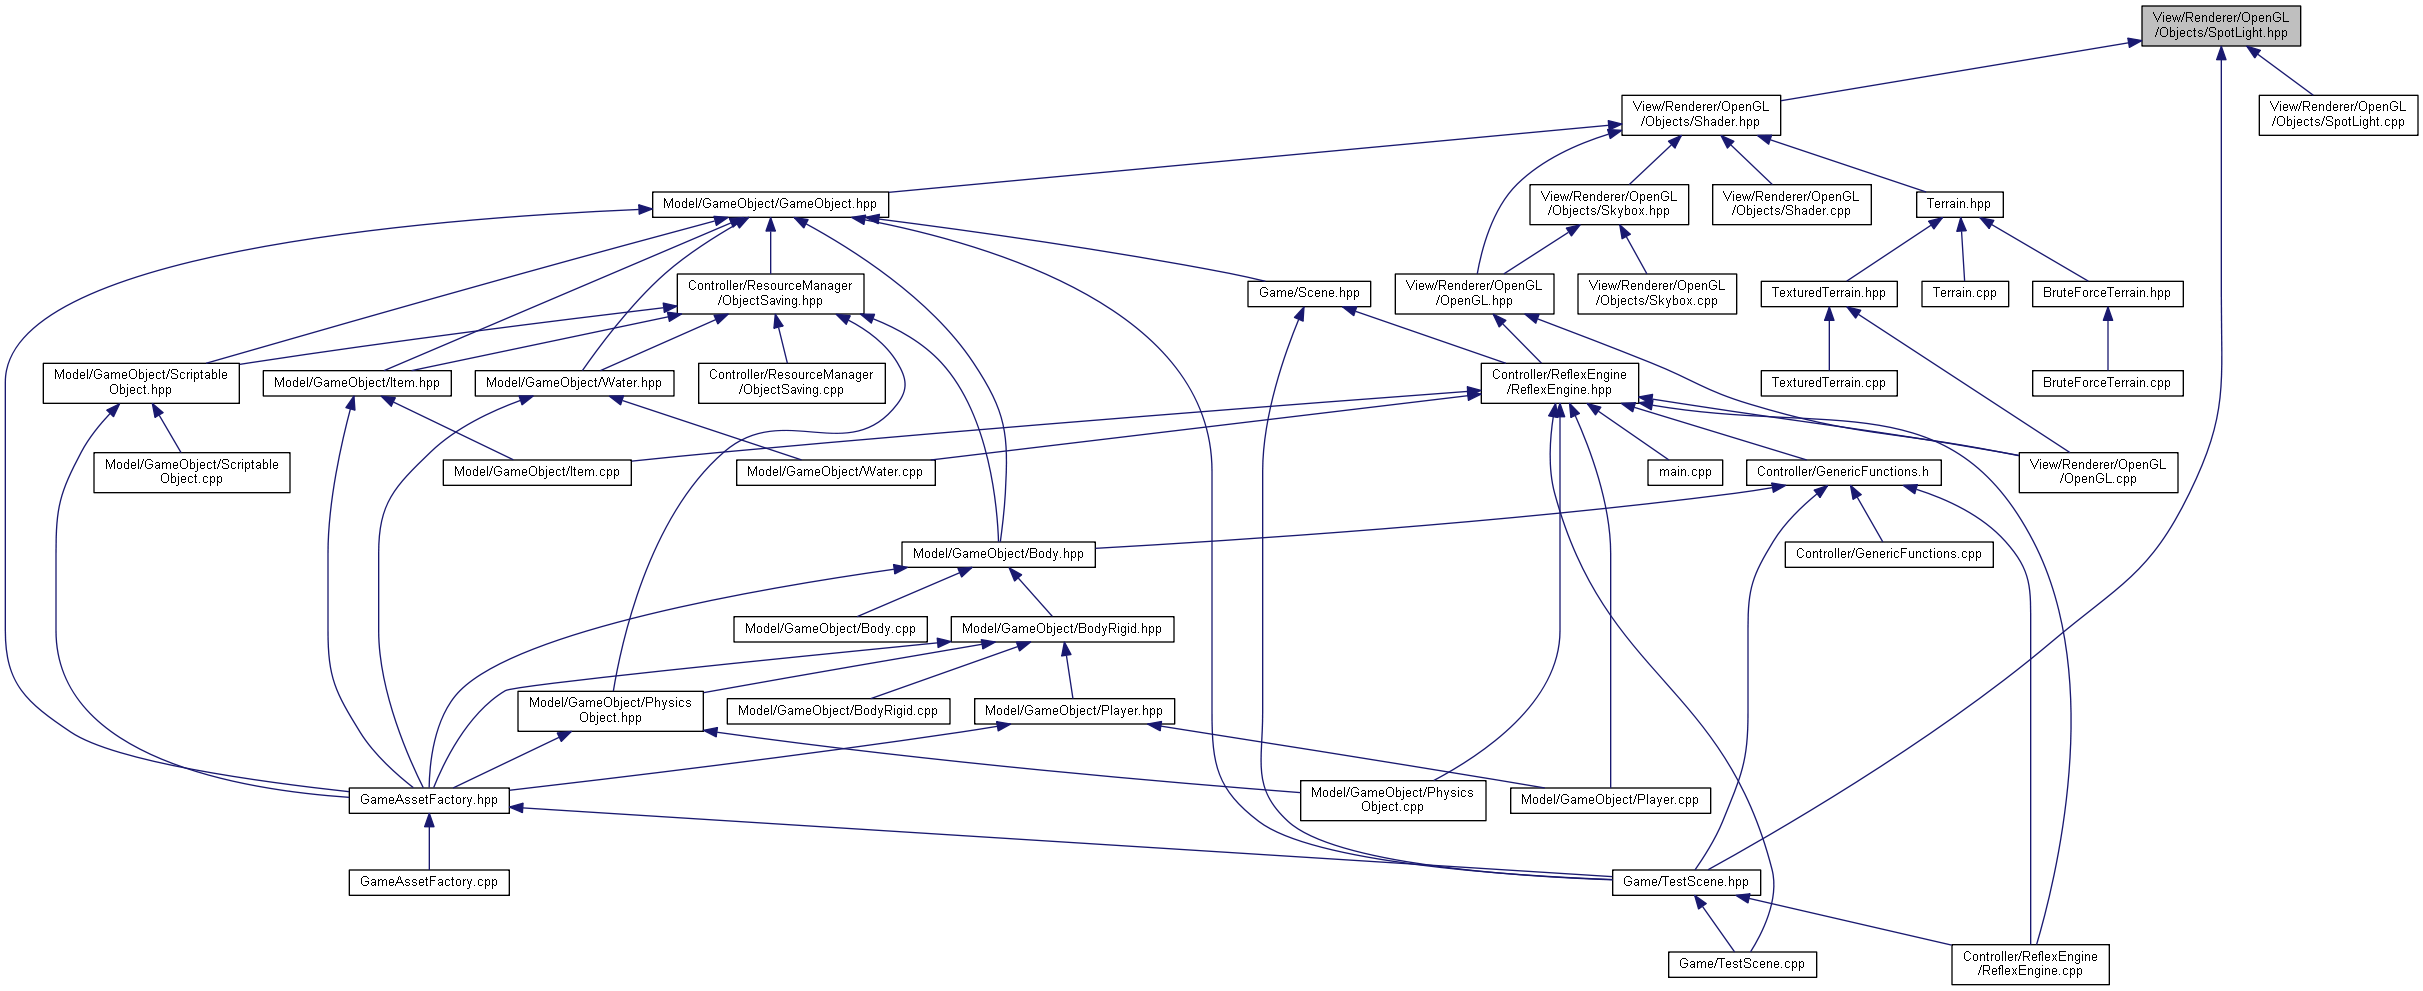 View/Renderer/OpenGL
/Objects/SpotLight.hpp
View/Renderer/OpenGL
/Objects/Shader.hpp
View/Renderer/OpenGL
/Objects/SpotLight.cpp
Model/GameObject/GameObject.hpp
View/Renderer/OpenGL
/Objects/Skybox.hpp
View/Renderer/OpenGL
/Objects/Shader.cpp
Terrain.hpp
Controller/ResourceManager
/ObjectSaving.hpp
Game/Scene.hpp
View/Renderer/OpenGL
/OpenGL.hpp
View/Renderer/OpenGL
/Objects/Skybox.cpp
TexturedTerrain.hpp
Terrain.cpp
BruteForceTerrain.hpp
Model/GameObject/Scriptable
Object.hpp
Model/GameObject/Item.hpp
Model/GameObject/Water.hpp
Controller/ResourceManager
/ObjectSaving.cpp
Controller/ReflexEngine
/ReflexEngine.hpp
TexturedTerrain.cpp
BruteForceTerrain.cpp
Model/GameObject/Scriptable
Object.cpp
Model/GameObject/Item.cpp
Model/GameObject/Water.cpp
main.cpp
Controller/GenericFunctions.h
View/Renderer/OpenGL
/OpenGL.cpp
Model/GameObject/Body.hpp
Controller/GenericFunctions.cpp
Model/GameObject/Body.cpp
Model/GameObject/BodyRigid.hpp
Model/GameObject/Physics
Object.hpp
Model/GameObject/BodyRigid.cpp
Model/GameObject/Player.hpp
GameAssetFactory.hpp
Model/GameObject/Physics
Object.cpp
Model/GameObject/Player.cpp
GameAssetFactory.cpp
Game/TestScene.hpp
Game/TestScene.cpp
Controller/ReflexEngine
/ReflexEngine.cpp